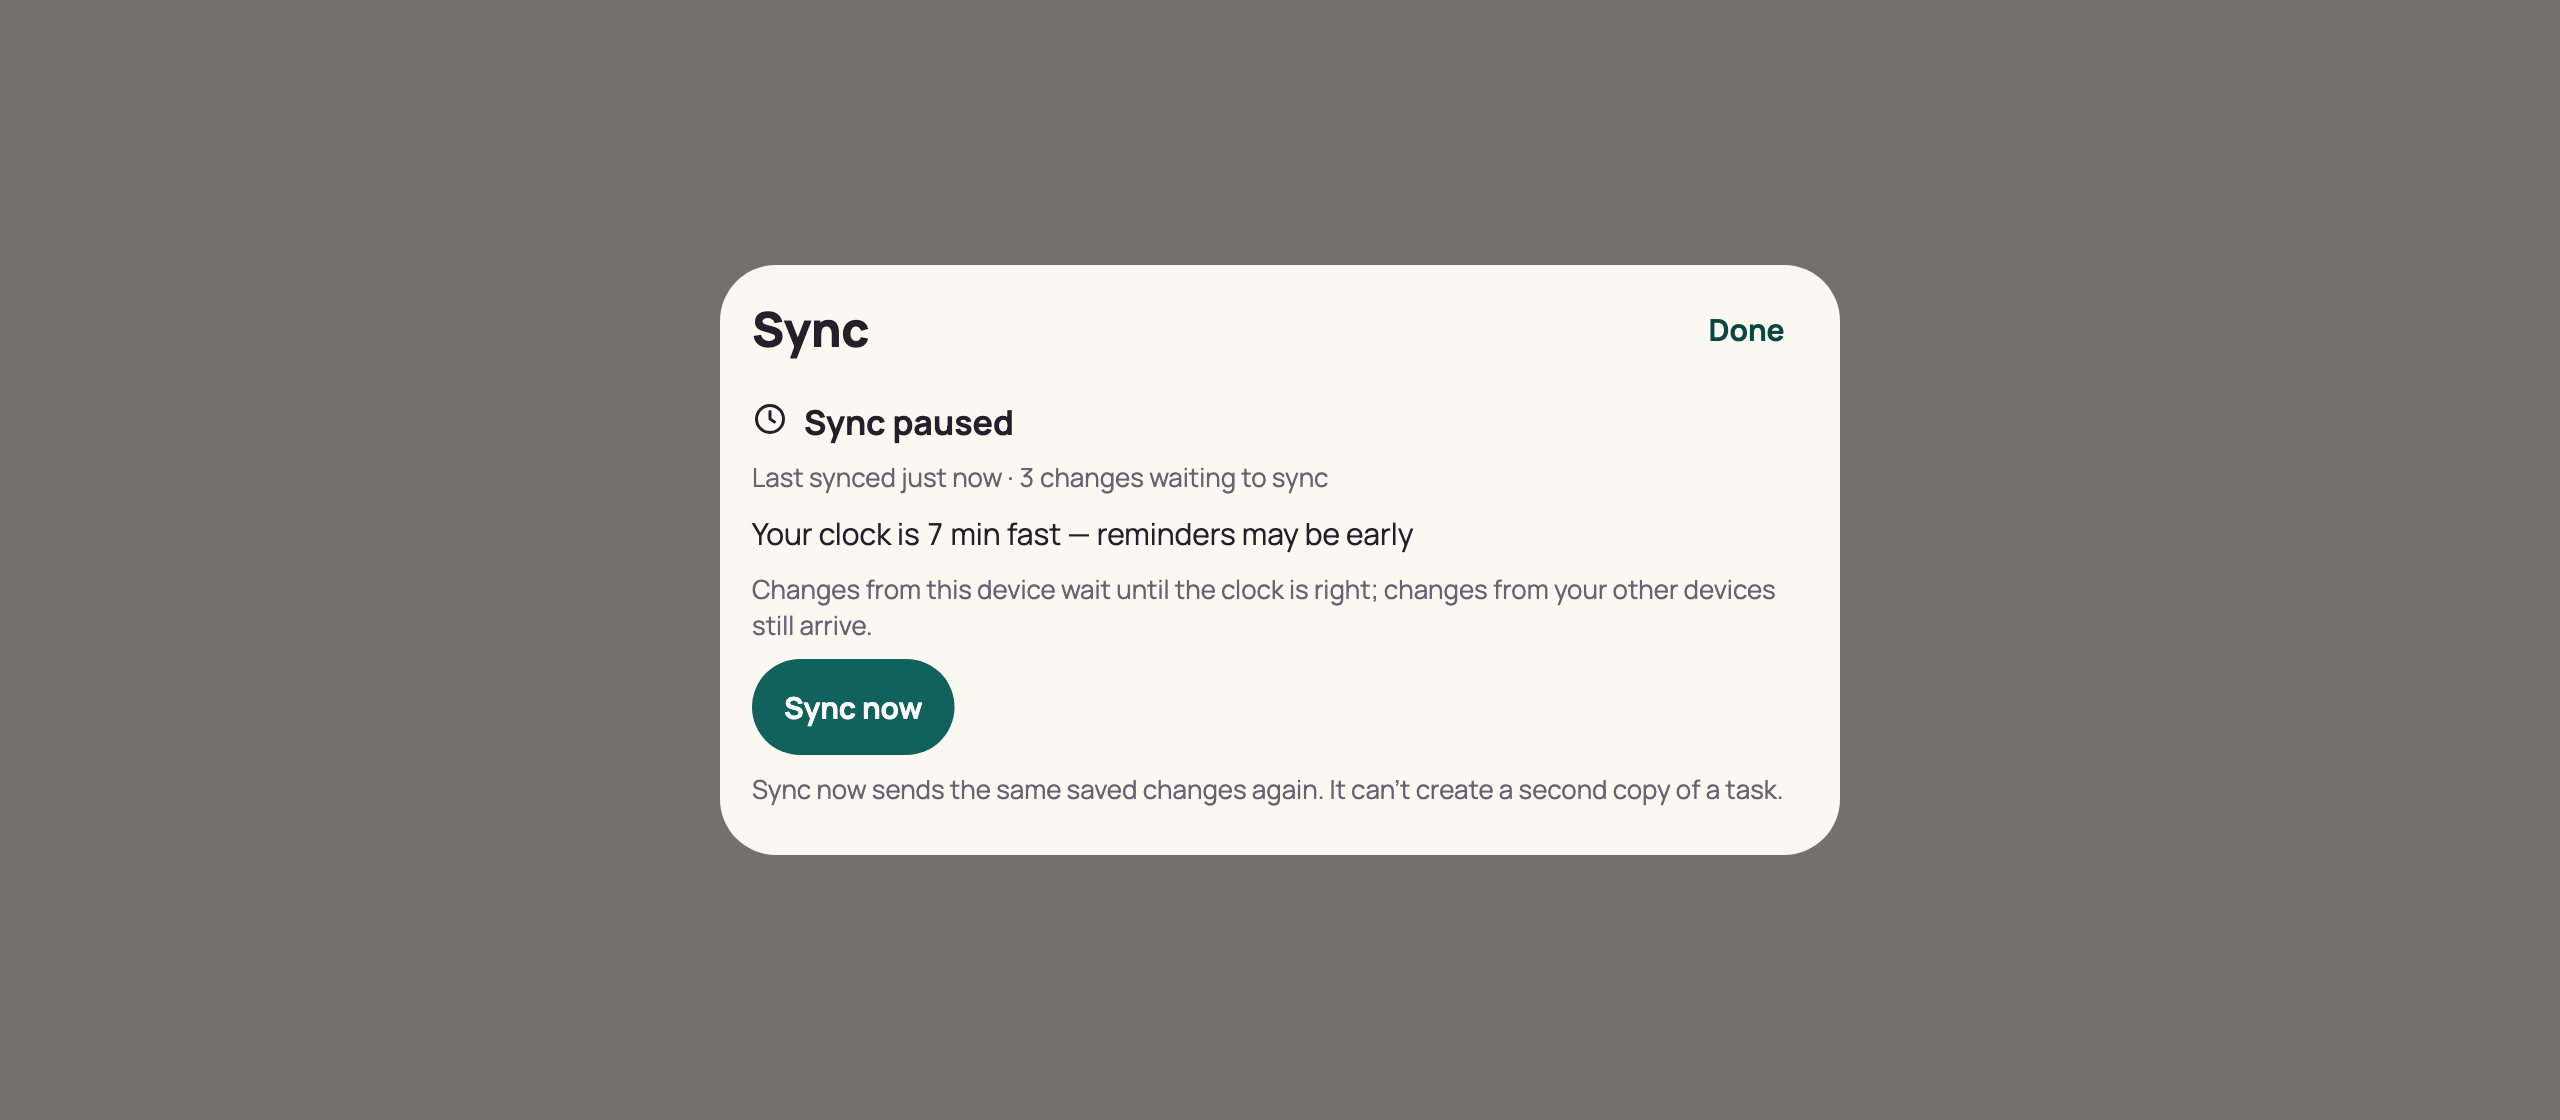 Sync
Done
Sync paused
Last synced just now · 3 changes waiting to sync
Your clock is 7 min fast — reminders may be early
Changes from this device wait until the clock is right; changes from your other devices
still arrive.
Sync now
Sync now sends the same saved changes again. It can’t create a second copy of a task.